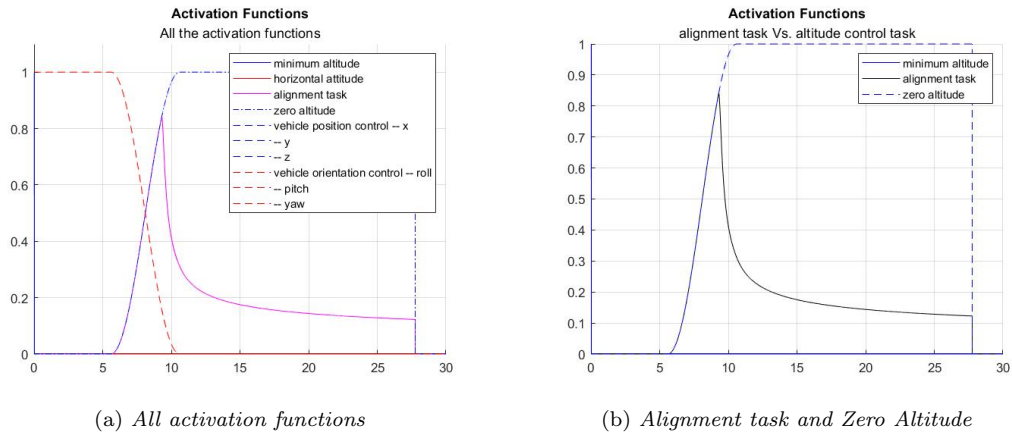 Activation Functions
All the activation functions
minimum altitude
horizontal attitude
alignment task
zero altitude
vehicle position control -- x
-- y
-- z
vehicle orientation control -- roll
-- pitch
-- yaw
1
0.8
0.6
0.4
0.2
0
0 5 10 15 20 25 30
(a) All activation functions
Activation Functions
alignment task Vs. altitude control task
minimum altitude
alignment task
zero altitude
1
0.9
0.8
0.7
0.6
0.5
0.4
0.3
0.2
0.1
0
0 5 10 15 20 25 30
(b) Alignment task and Zero Altitude